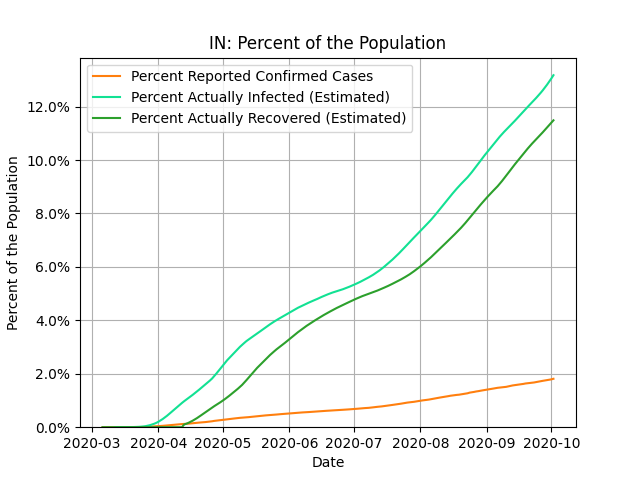 IN: Percent of the Population
Percent Reported Confirmed Cases
Percent Actually Infected (Estimated)
Percent Actually Recovered (Estimated)
Percent of the Population
12.0%
10.0%
8.0%
6.0%
4.0%
2.0%
0.0%
2020-03 2020-04 2020-05 2020-06 2020-07 2020-08 2020-09 2020-10
Date